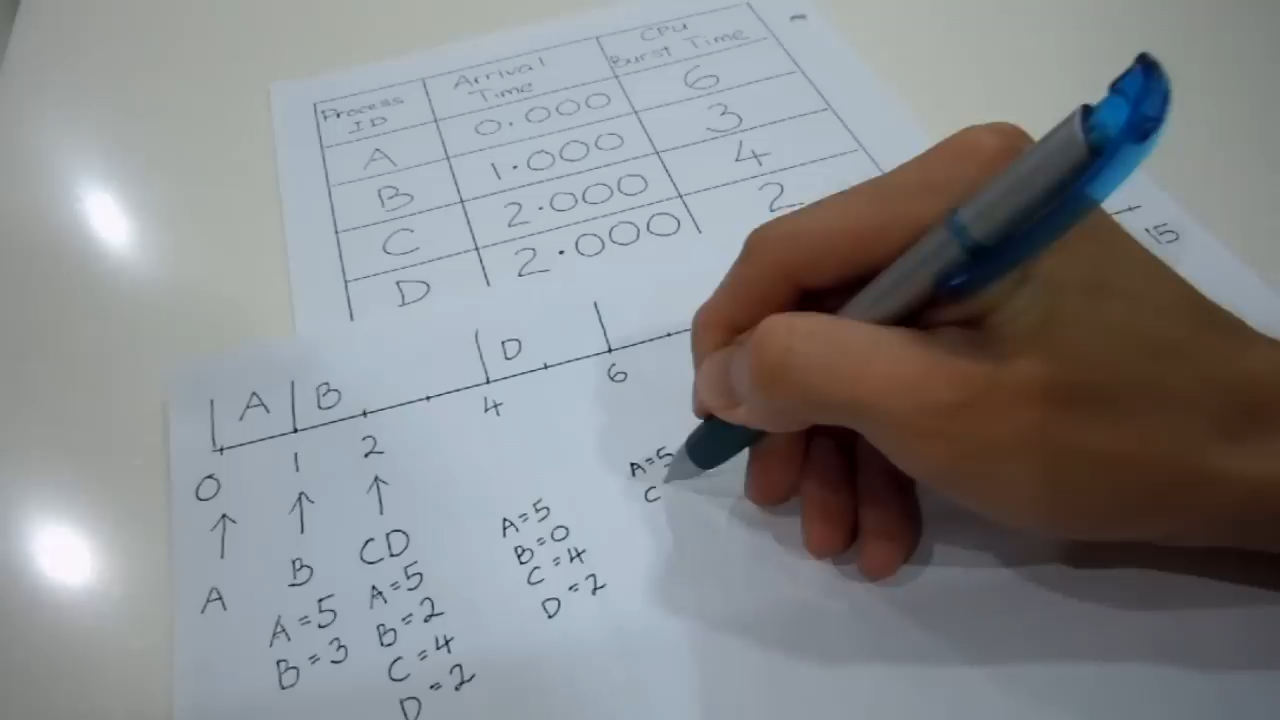 Process ID Arrival Time CPU Burst Time
A 0.000 6
B 1.000 3
C 2.000 4
D 2.000 2
A B D
0 1 2 4 6 15
A B CD
A=5
B=3
A=5
B=2
C=4
D=2
A=5
B=0
C=4
D=2
A=5
C